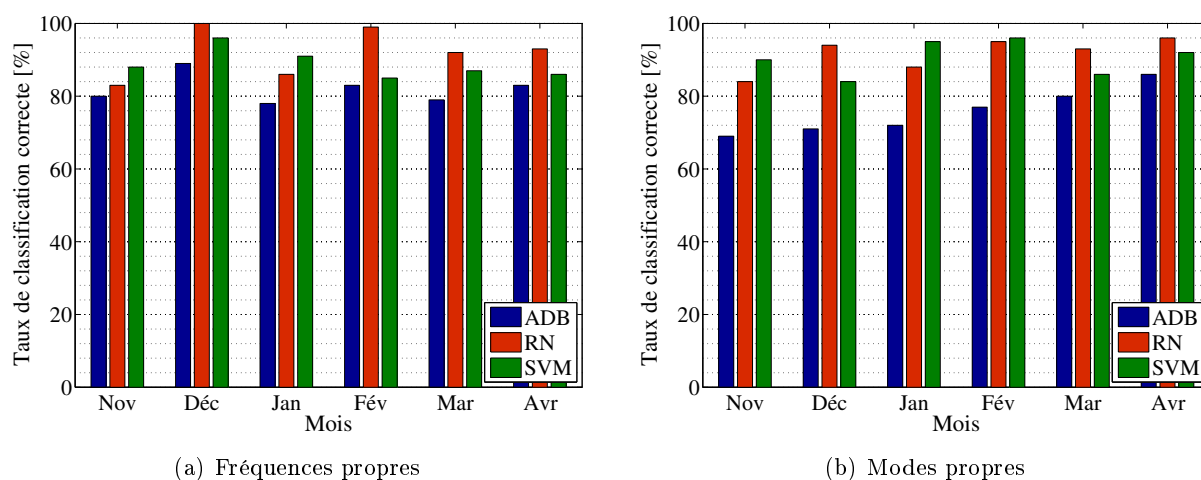 Taux de classification correcte [%]
100
80
60
40
20
0
Nov Déc Jan Fév Mar Avr
Mois
ADB
RN
SVM
(a) Fréquences propres
Taux de classification correcte [%]
100
80
60
40
20
0
Nov Déc Jan Fév Mar Avr
Mois
ADB
RN
SVM
(b) Modes propres